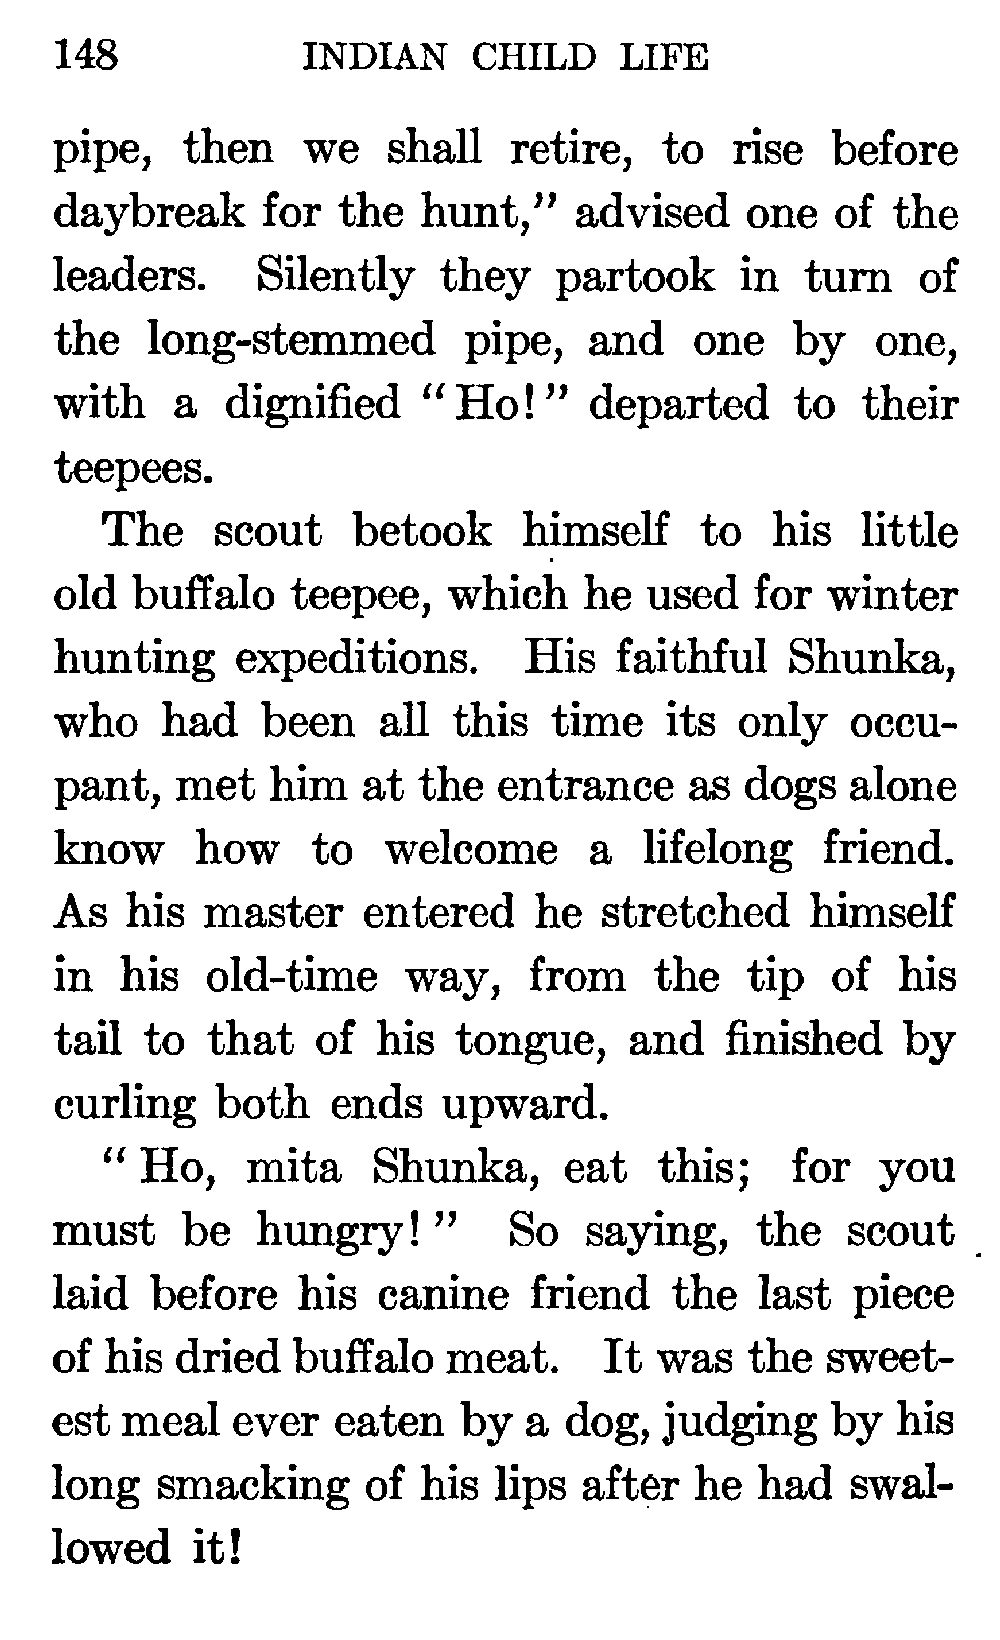 148 INDIAN CHILD LIFE
pipe, then we shall retire, to rise before
daybreak for the hunt," advised one of the
leaders. Silently they partook in turn of
the long-stemmed pipe, and one by one,
with a dignified "Ho!" departed to their
teepees.
The scout betook himself to his little
old buffalo teepee, which he used for winter
hunting expeditions. His faithful Shunka,
who had been all this time its only occu-
pant, met him at the entrance as dogs alone
know how to welcome a lifelong friend.
As his master entered he stretched himself
in his old-time way, from the tip of his
tail to that of his tongue, and finished by
curling both ends upward.
"Ho, mita Shunka, eat this; for you
must be hungry!" So saying, the scout
laid before his canine friend the last piece
of his dried buffalo meat. It was the sweet-
est meal ever eaten by a dog, judging by his
long smacking of his lips after he had swal-
lowed it!